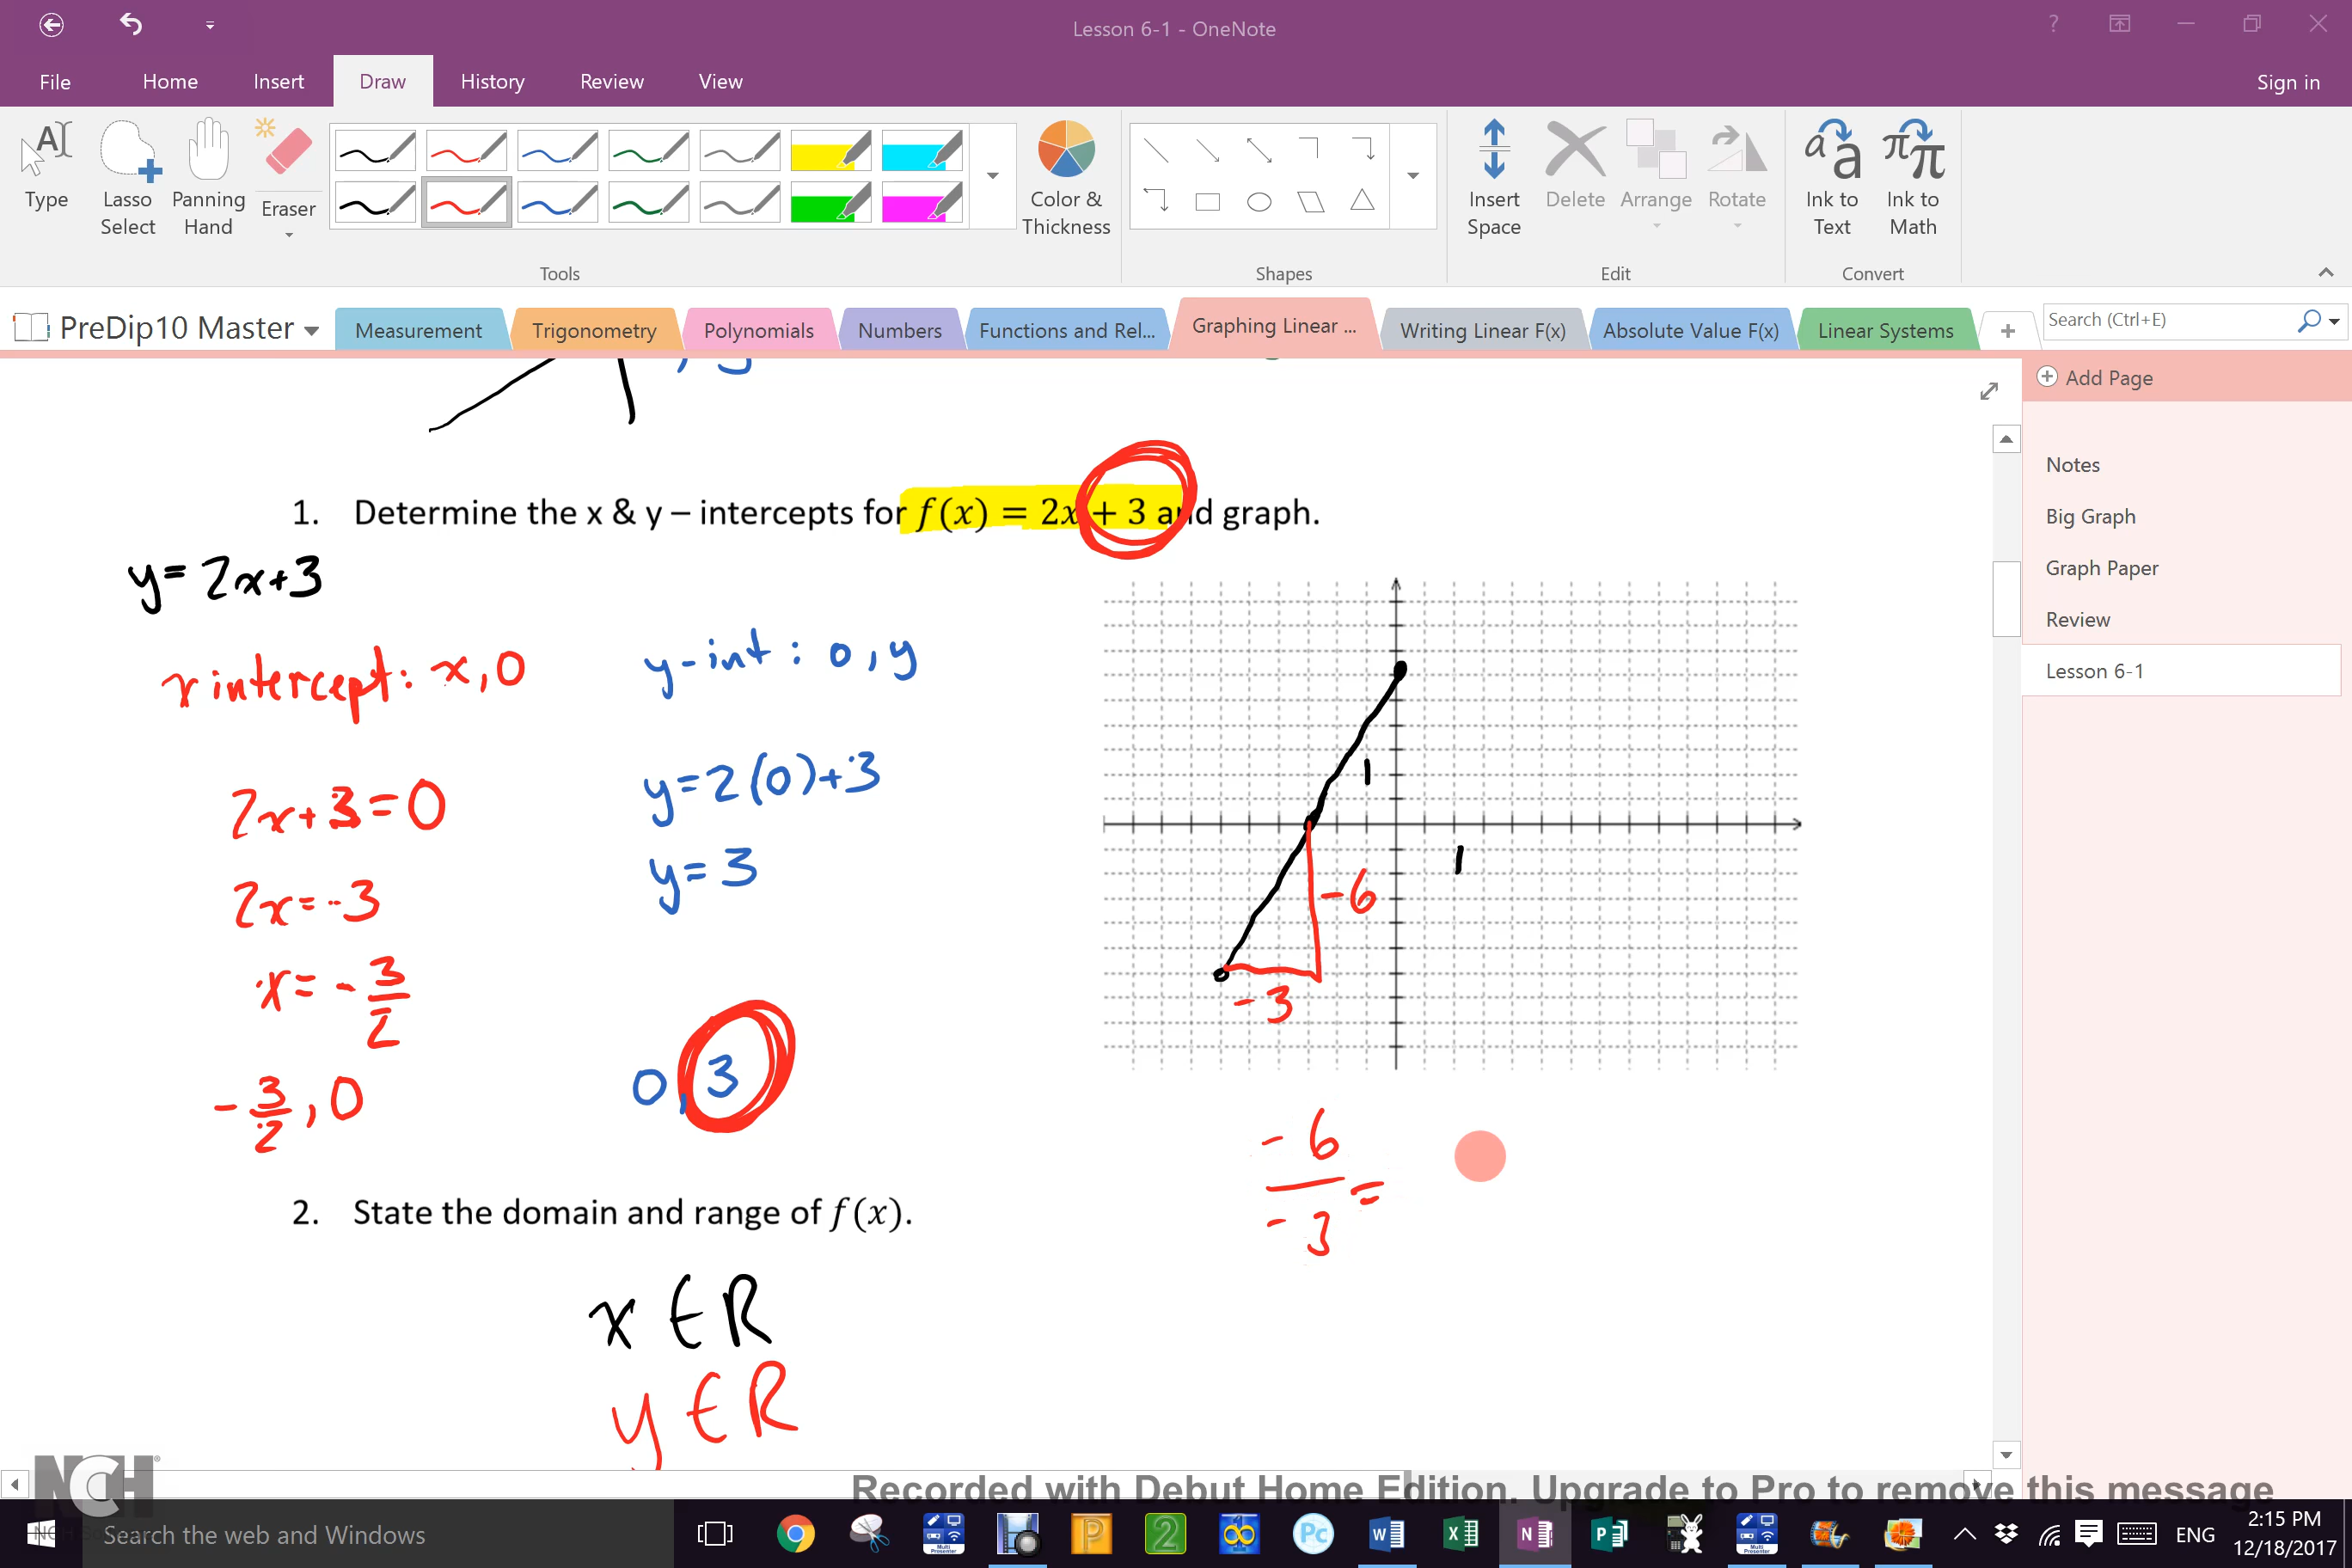 Lesson 6-1 - OneNote
?
File Home Insert Draw History Review View Sign in
Type
Lasso Select
Panning Hand
Eraser
Color & Thickness
Insert Space
Delete
Arrange
Rotate
Ink to Text
Ink to Math
Tools Shapes Edit Convert
PreDip10 Master Measurement Trigonometry Polynomials Numbers Functions and Rel... Graphing Linear ... Writing Linear F(x) Absolute Value F(x) Linear Systems + Search (Ctrl+E)
Add Page
Notes
Big Graph
Graph Paper
Review
Lesson 6-1
1. Determine the x & y – intercepts for f(x) = 2x + 3 and graph.
y = 2x+3
x intercept: x, 0
2x+3=0
2x=-3
x= -3/2
-3/2, 0
y-int: 0, y
y=2(0)+3
y=3
0, 3
1
1
-6
-3
-6/-3 =
2. State the domain and range of f(x).
x ∈ R
y ∈ R
NCH
Recorded with Debut Home Edition. Upgrade to Pro to remove this message
Search the web and Windows
ENG
2:15 PM
12/18/2017